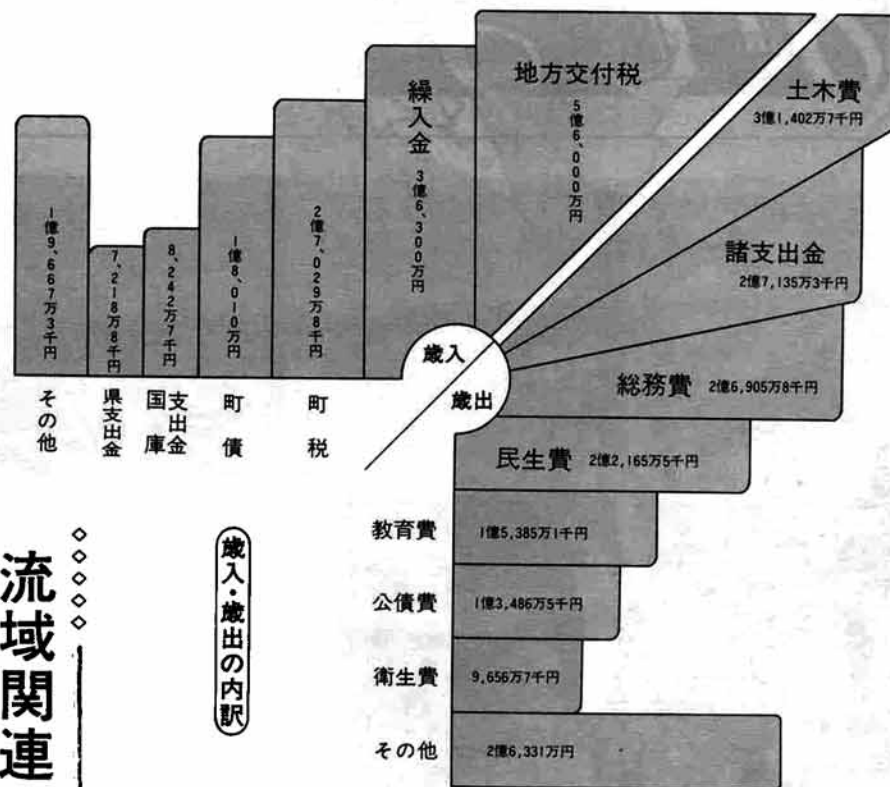 地方交付税
5億6,000万円
繰入金
3億6,300万円
町税
2億7,029万8千円
町債
1億8,010万円
国庫支出金
8,242万7千円
県支出金
7,218万8千円
その他
1億9,667万3千円
歳入
歳出
土木費
3億1,402万7千円
諸支出金
2億7,135万3千円
総務費 2億6,905万8千円
民生費 2億2,165万5千円
教育費 1億5,385万1千円
公債費 1億3,486万5千円
衛生費 9,656万7千円
その他 2億6,331万円
歳入・歳出の内訳
◇◇◇◇◇
流域関連